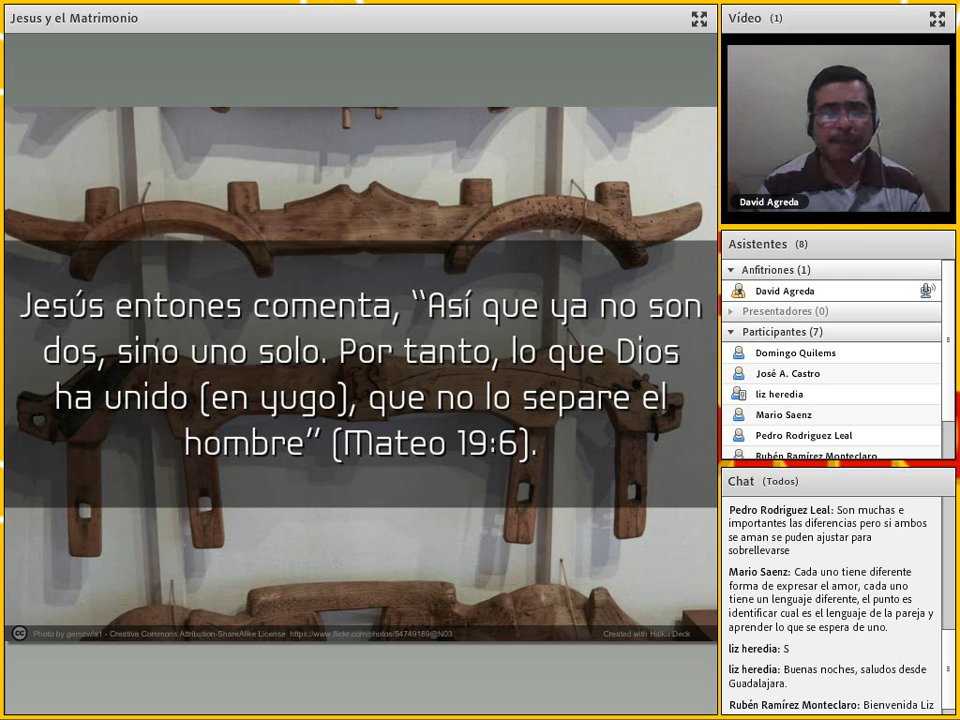 Jesus y el Matrimonio
Jesús entones comenta, “Así que ya no son
dos, sino uno solo. Por tanto, lo que Dios
ha unido (en yugo), que no lo separe el
hombre” (Mateo 19:6).
Photo by gernawia1 - Creative Commons Attribution-ShareAlike License https://www.flickr.com/photos/54749189@N03
Created with Haiku Deck
Vídeo (1)
David Agreda
Asistentes (8)
Anfitriones (1)
David Agreda
Presentadores (0)
Participantes (7)
Domingo Quilems
José A. Castro
liz heredia
Mario Saenz
Pedro Rodriguez Leal
Rubén Ramírez Monteclaro
Chat (Todos)
Pedro Rodriguez Leal: Son muchas e
importantes las diferencias pero si ambos
se aman se puden ajustar para
sobrellevarse
Mario Saenz: Cada uno tiene diferente
forma de expresar el amor, cada uno
tiene un lenguaje diferente, el punto es
identificar cual es el lenguaje de la pareja y
aprender lo que se espera de uno.
liz heredia: S
liz heredia: Buenas noches, saludos desde
Guadalajara.
Rubén Ramírez Monteclaro: Bienvenida Liz